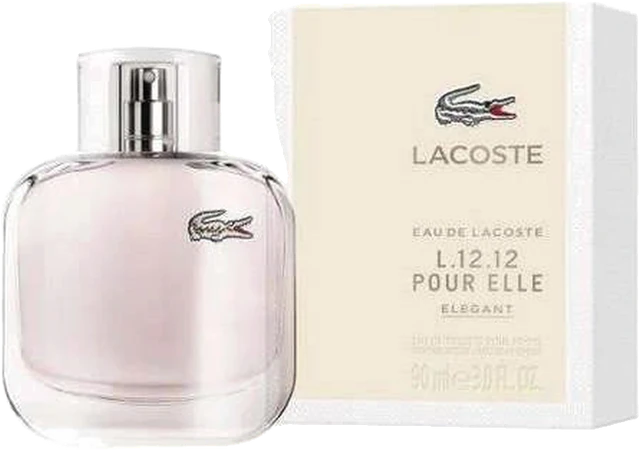 LACOSTE
EAU DE LACOSTE
L.12.12
POUR ELLE
ELEGANT
90 ml ℮ 3.0 FL. OZ.